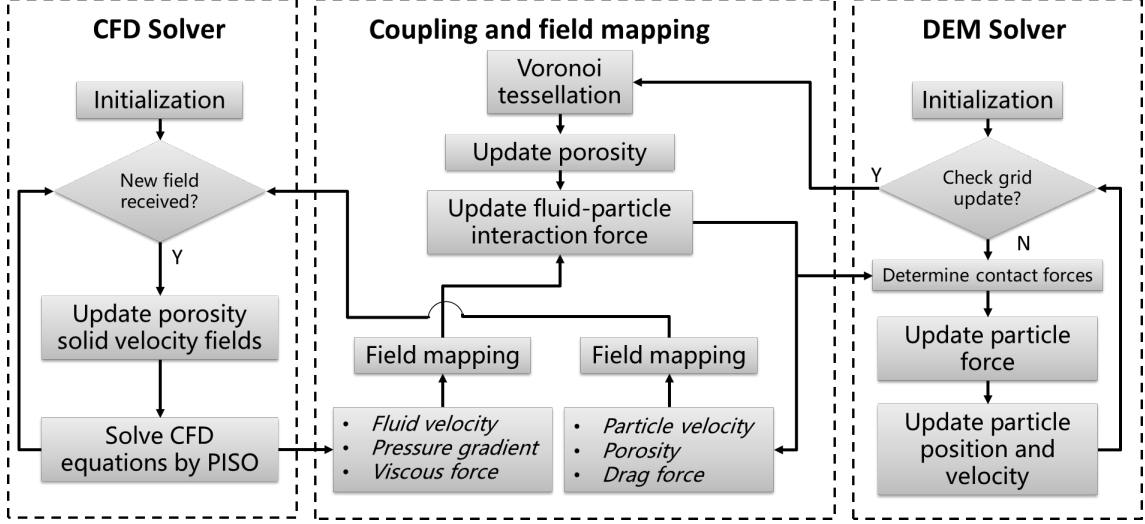 CFD Solver
Initialization
New field
received?
Y
Update porosity
solid velocity fields
Solve CFD
equations by PISO
Coupling and field mapping
Voronoi
tessellation
Update porosity
Update fluid-particle
interaction force
Field mapping
Field mapping
• Fluid velocity
• Pressure gradient
• Viscous force
• Particle velocity
• Porosity
• Drag force
DEM Solver
Initialization
Check grid
update?
Y
N
Determine contact forces
Update particle
force
Update particle
position and
velocity